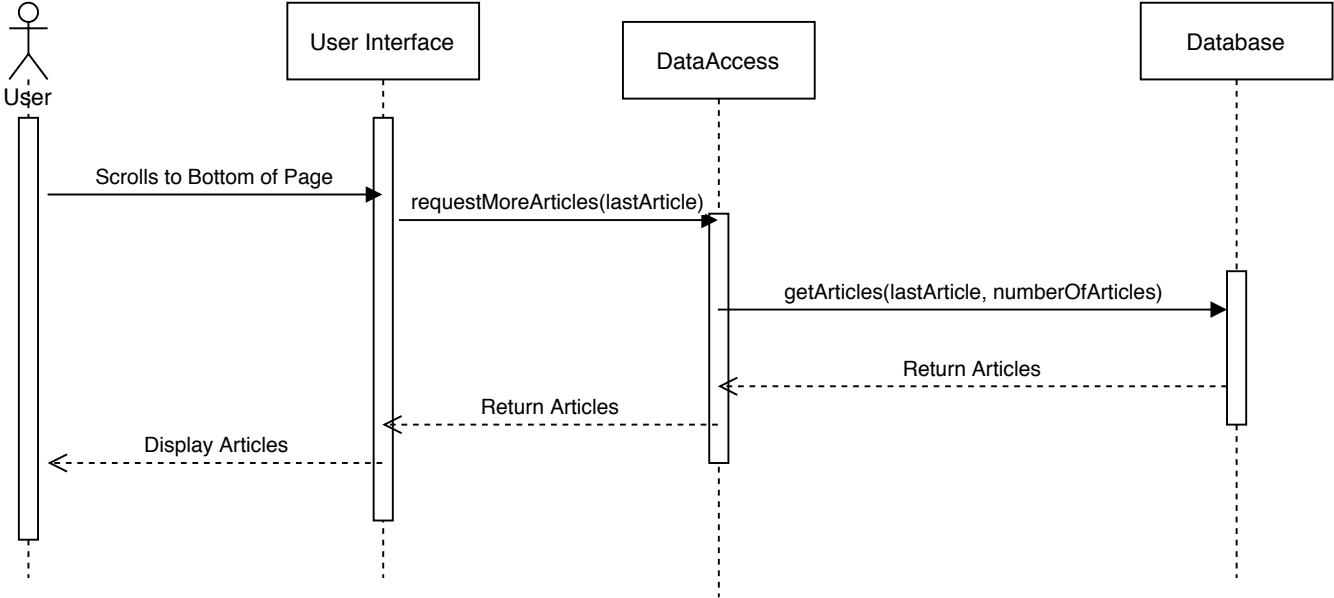 User
User Interface
DataAccess
Database
Scrolls to Bottom of Page
requestMoreArticles(lastArticle)
getArticles(lastArticle, numberOfArticles)
Return Articles
Return Articles
Display Articles